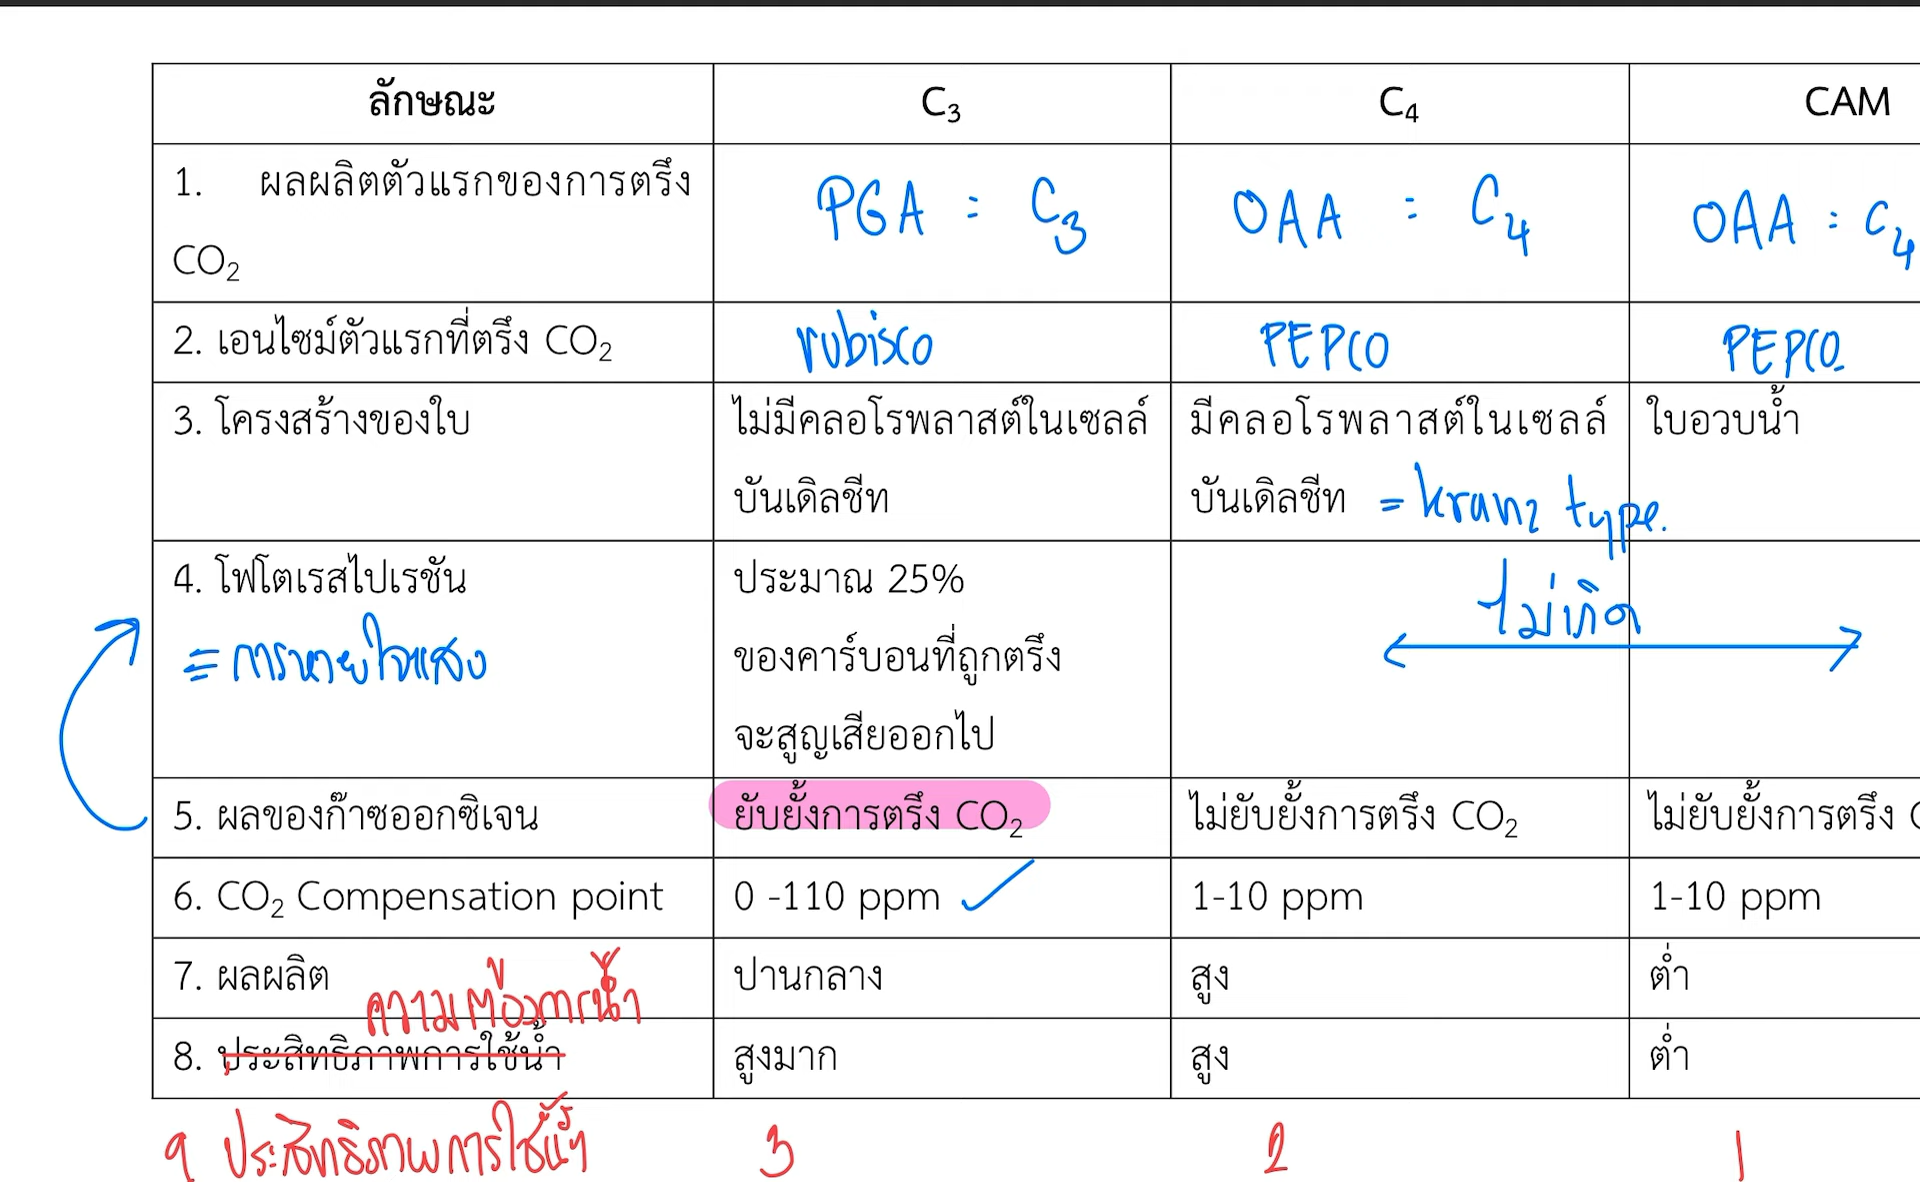 ลักษณะ C₃ C₄ CAM
1. ผลผลิตตัวแรกของการตรึง
CO₂
PGA = C₃ OAA = C₄ OAA = C₄
2. เอนไซม์ตัวแรกที่ตรึง CO₂ rubisco PEPCO PEPCO
3. โครงสร้างของใบ ไม่มีคลอโรพลาสต์ในเซลล์ มีคลอโรพลาสต์ในเซลล์ ใบอวบน้ำ
บันเดิลชีท บันเดิลชีท = kranz type.
4. โฟโตเรสไปเรชัน ประมาณ 25% ไม่เกิด
= การหายใจแสง ของคาร์บอนที่ถูกตรึง
จะสูญเสียออกไป
5. ผลของก๊าซออกซิเจน ยับยั้งการตรึง CO₂ ไม่ยับยั้งการตรึง CO₂ ไม่ยับยั้งการตรึง
6. CO₂ Compensation point 0 -110 ppm 1-10 ppm 1-10 ppm
7. ผลผลิต ปานกลาง สูง ต่ำ
ความต้องการน้ำ
8. ประสิทธิภาพการใช้น้ำ สูงมาก สูง ต่ำ
9 ประสิทธิภาพการใช้น้ำ 3 2 1